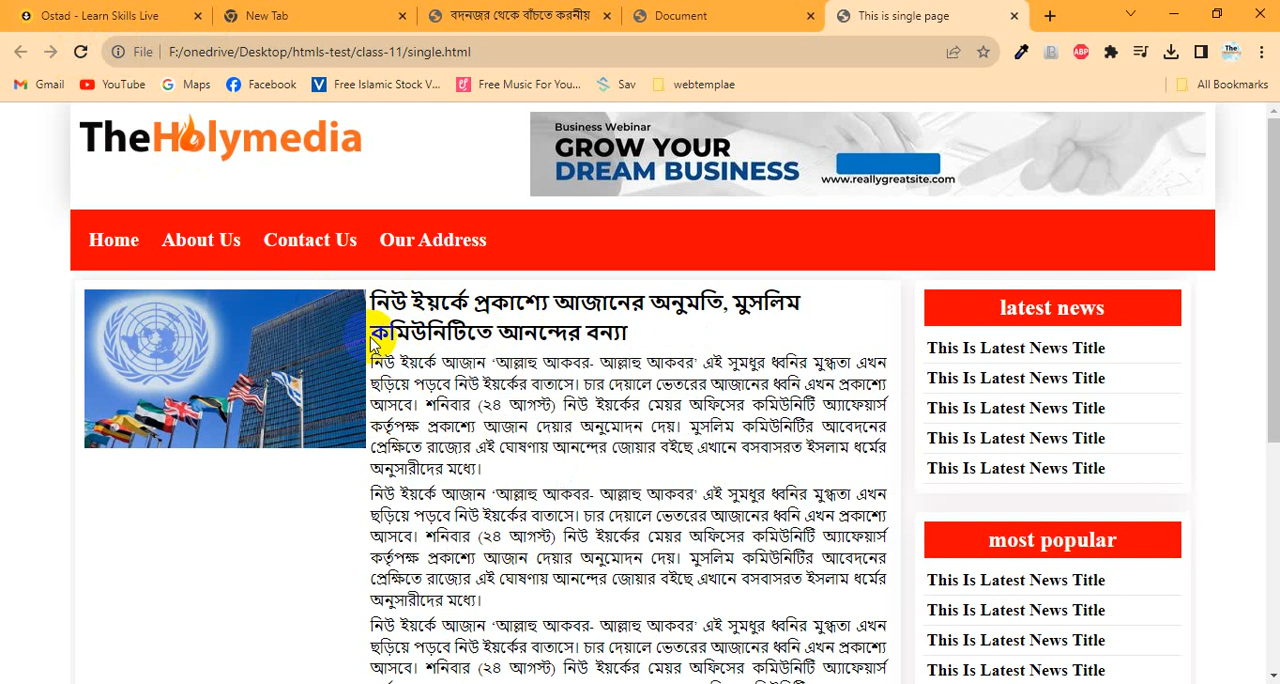 Ostad - Learn Skills Live
New Tab
বদনজর থেকে বাঁচতে করনীয়
Document
This is single page
File
F:/onedrive/Desktop/htmls-test/class-11/single.html
ABP
The
Gmail
YouTube
Maps
Facebook
Free Islamic Stock V...
Free Music For You...
Sav
webtemplae
All Bookmarks
TheHolymedia
Business Webinar
GROW YOUR
DREAM BUSINESS
www.reallygreatsite.com
Home
About Us
Contact Us
Our Address
নিউ ইয়র্কে প্রকাশ্যে আজানের অনুমতি, মুসলিম
কমিউনিটিতে আনন্দের বন্যা
নিউ ইয়র্কে আজান ‘আল্লাহু আকবর- আল্লাহু আকবর’ এই সুমধুর ধ্বনির মুগ্ধতা এখন
ছড়িয়ে পড়বে নিউ ইয়র্কের বাতাসে। চার দেয়ালে ভেতরের আজানের ধ্বনি এখন প্রকাশ্যে
আসবে। শনিবার (২৪ আগস্ট) নিউ ইয়র্কের মেয়র অফিসের কমিউনিটি অ্যাফেয়ার্স
কর্তৃপক্ষ প্রকাশ্যে আজান দেয়ার অনুমোদন দেয়। মুসলিম কমিউনিটির আবেদনের
প্রেক্ষিতে রাজ্যের এই ঘোষণায় আনন্দের জোয়ার বইছে এখানে বসবাসরত ইসলাম ধর্মের
অনুসারীদের মধ্যে।
নিউ ইয়র্কে আজান ‘আল্লাহু আকবর- আল্লাহু আকবর’ এই সুমধুর ধ্বনির মুগ্ধতা এখন
ছড়িয়ে পড়বে নিউ ইয়র্কের বাতাসে। চার দেয়ালে ভেতরের আজানের ধ্বনি এখন প্রকাশ্যে
আসবে। শনিবার (২৪ আগস্ট) নিউ ইয়র্কের মেয়র অফিসের কমিউনিটি অ্যাফেয়ার্স
কর্তৃপক্ষ প্রকাশ্যে আজান দেয়ার অনুমোদন দেয়। মুসলিম কমিউনিটির আবেদনের
প্রেক্ষিতে রাজ্যের এই ঘোষণায় আনন্দের জোয়ার বইছে এখানে বসবাসরত ইসলাম ধর্মের
অনুসারীদের মধ্যে।
নিউ ইয়র্কে আজান ‘আল্লাহু আকবর- আল্লাহু আকবর’ এই সুমধুর ধ্বনির মুগ্ধতা এখন
ছড়িয়ে পড়বে নিউ ইয়র্কের বাতাসে। চার দেয়ালে ভেতরের আজানের ধ্বনি এখন প্রকাশ্যে
আসবে। শনিবার (২৪ আগস্ট) নিউ ইয়র্কের মেয়র অফিসের কমিউনিটি অ্যাফেয়ার্স
latest news
This Is Latest News Title
This Is Latest News Title
This Is Latest News Title
This Is Latest News Title
This Is Latest News Title
most popular
This Is Latest News Title
This Is Latest News Title
This Is Latest News Title
This Is Latest News Title